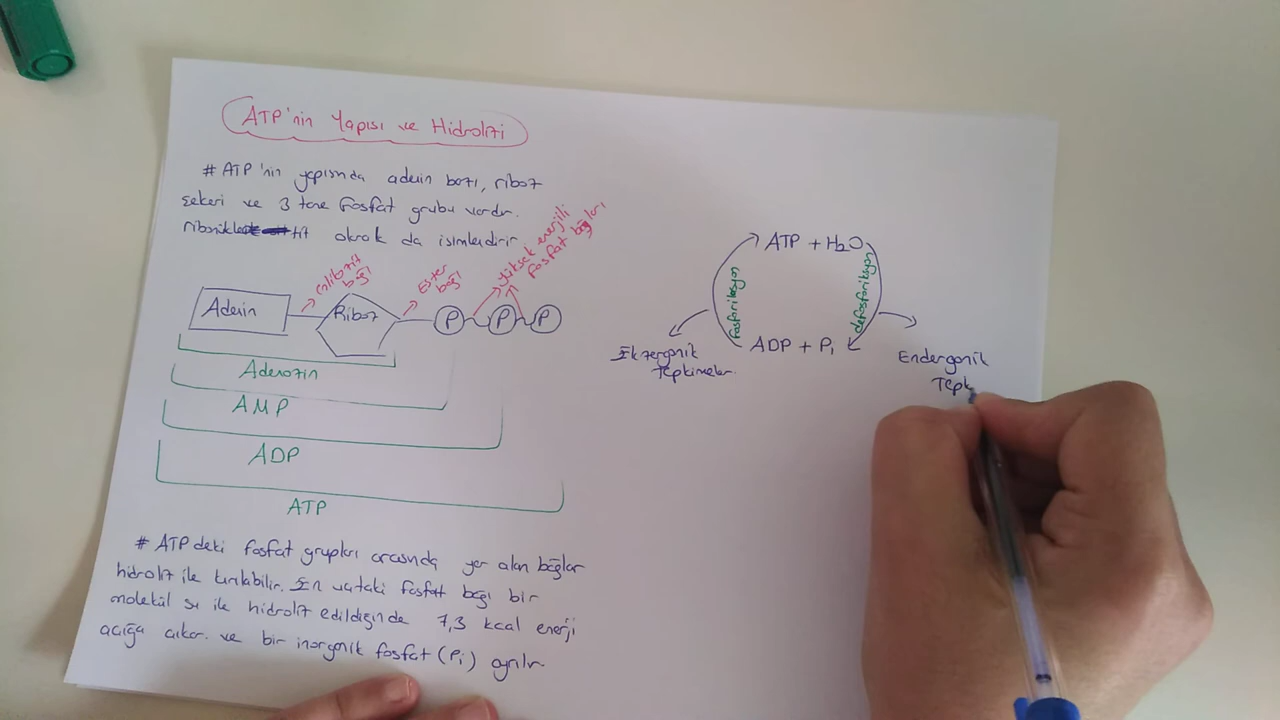 ATP'nin Yapısı ve Hidrolizi
# ATP'nin yapısında adenin bazı, riboz
şekeri ve 3 tane fosfat grubu vardır.
olarak da isimlendirir
Glikozit
bağı
Ester
bağı
Yüksek enerjili
fosfat bağları
Adenin
Riboz
P
P
P
Adenozin
AMP
ADP
ATP
# ATP'deki fosfat grupları arasında yer alan bağlar
hidroliz ile kırılabilir. En uçtaki fosfat bağı bir
molekül su ile hidroliz edildiğinde 7,3 kcal enerji
açığa çıkar. ve bir inorganik fosfat (Pi) ayrılır.
ATP + H2O
fosforilasyon
defosforilasyon
ADP + Pi
Ekzergonik
Tepkimeler
Endergonik
Tepk